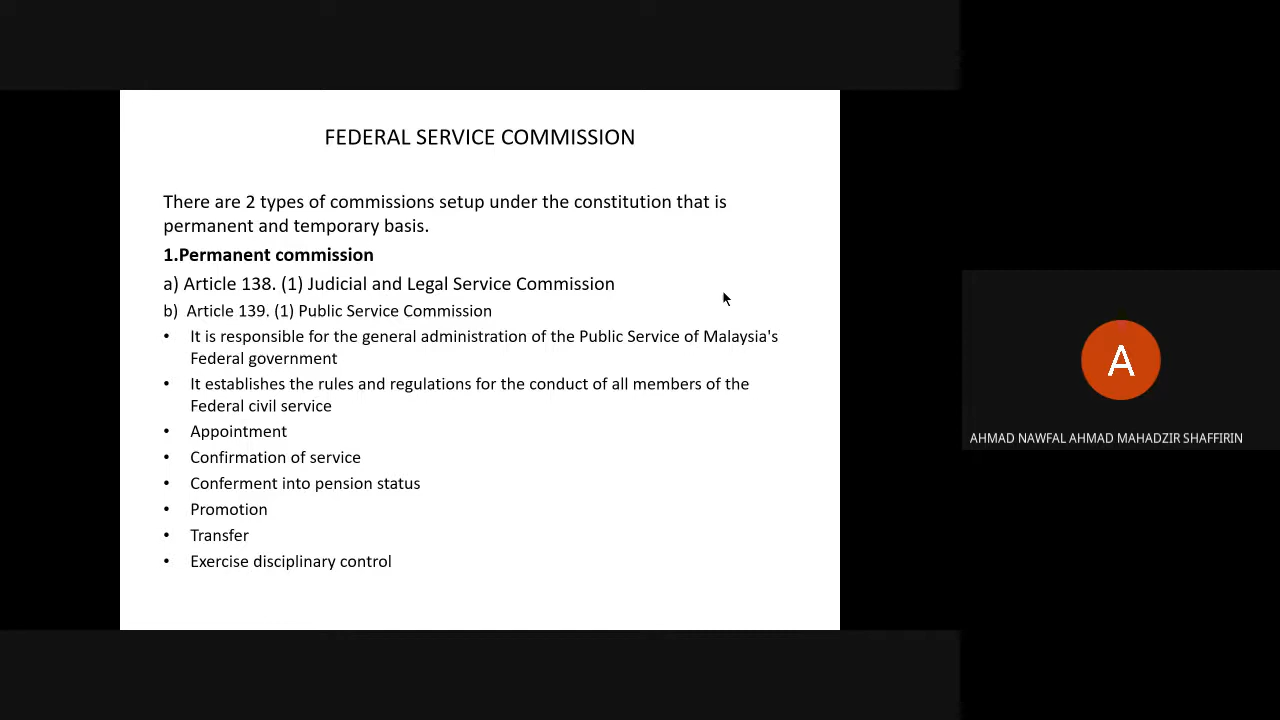 FEDERAL SERVICE COMMISSION
There are 2 types of commissions setup under the constitution that is
permanent and temporary basis.
1.Permanent commission
a) Article 138. (1) Judicial and Legal Service Commission
b)  Article 139. (1) Public Service Commission
• It is responsible for the general administration of the Public Service of Malaysia's
Federal government
• It establishes the rules and regulations for the conduct of all members of the
Federal civil service
• Appointment
• Confirmation of service
• Conferment into pension status
• Promotion
• Transfer
• Exercise disciplinary control
A
AHMAD NAWFAL AHMAD MAHADZIR SHAFFIRIN